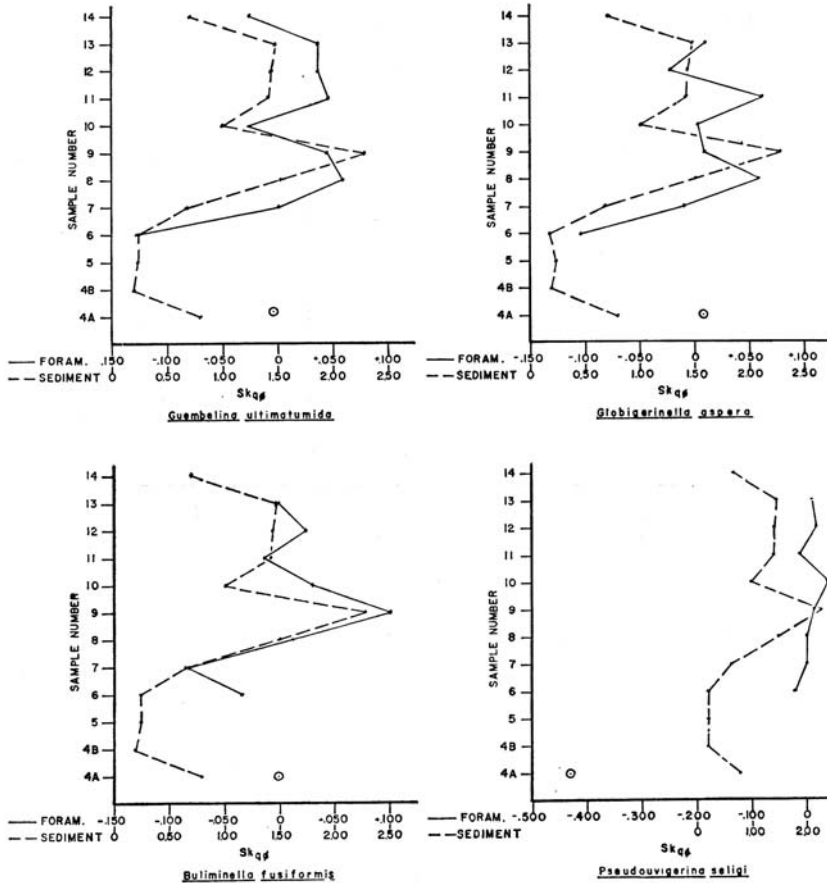 14
13
12
11
10
9
8
7
6
5
4B
4A
SAMPLE NUMBER
FORAM. .150 -.100 -.050 0 +.050 +.100
SEDIMENT 0 0.50 1.00 1.50 2.00 2.50
Skqø
Guembelina ultimatumida
14
13
12
11
10
9
8
7
6
5
4B
4A
SAMPLE NUMBER
FORAM. -.150 -.100 -.050 0 +.050 +.100
SEDIMENT 0 0.50 1.00 1.50 2.00 2.50
Skqø
Globigerinella aspera
14
13
12
11
10
9
8
7
6
5
4B
4A
SAMPLE NUMBER
FORAM. -.150 -.100 -.050 0 +.050 +.100
SEDIMENT 0 0.50 1.00 1.50 2.00 2.50
Skqø
Buliminella fusiformis
14
13
12
11
10
9
8
7
6
5
4B
4A
SAMPLE NUMBER
FORAM. -.500 -.400 -.300 -.200 -.100 0
SEDIMENT 0 1.00 2.00
Skqø
Pseudouvigerina seligi